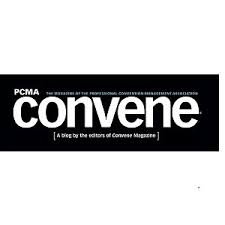 PCMA
THE MAGAZINE OF THE PROFESSIONAL CONVENTION MANAGEMENT ASSOCIATION
convene®
[ A blog by the editors of Convene Magazine ]